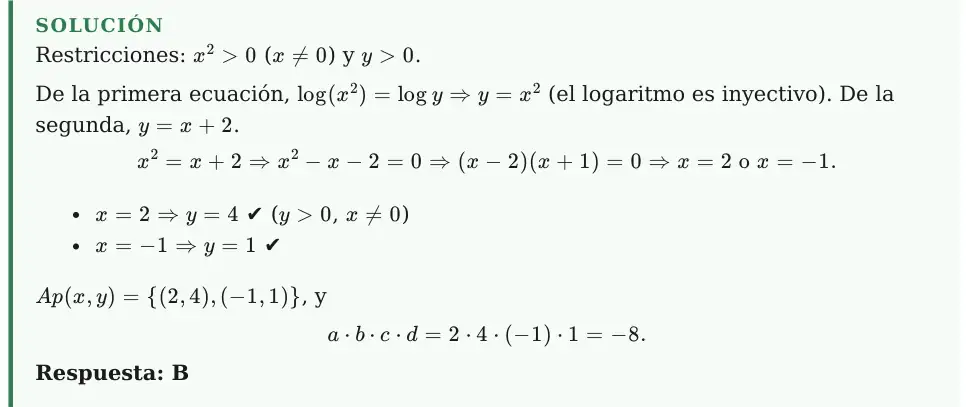 SOLUCIÓN
Restricciones: x² > 0 (x ≠ 0) y y > 0.
De la primera ecuación, log(x²) = log y ⇒ y = x² (el logaritmo es inyectivo). De la
segunda, y = x + 2.
x² = x + 2 ⇒ x² − x − 2 = 0 ⇒ (x − 2)(x + 1) = 0 ⇒ x = 2 o x = −1.
• x = 2 ⇒ y = 4 ✔ (y > 0, x ≠ 0)
• x = −1 ⇒ y = 1 ✔
Ap(x, y) = {(2, 4), (−1, 1)}, y
a · b · c · d = 2 · 4 · (−1) · 1 = −8.
Respuesta: B